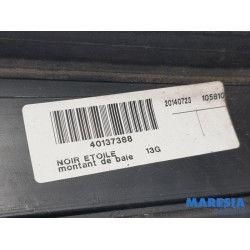 20140723 105810
40137388
NOIR ETOILE 13G
montant de baie
MARESIA